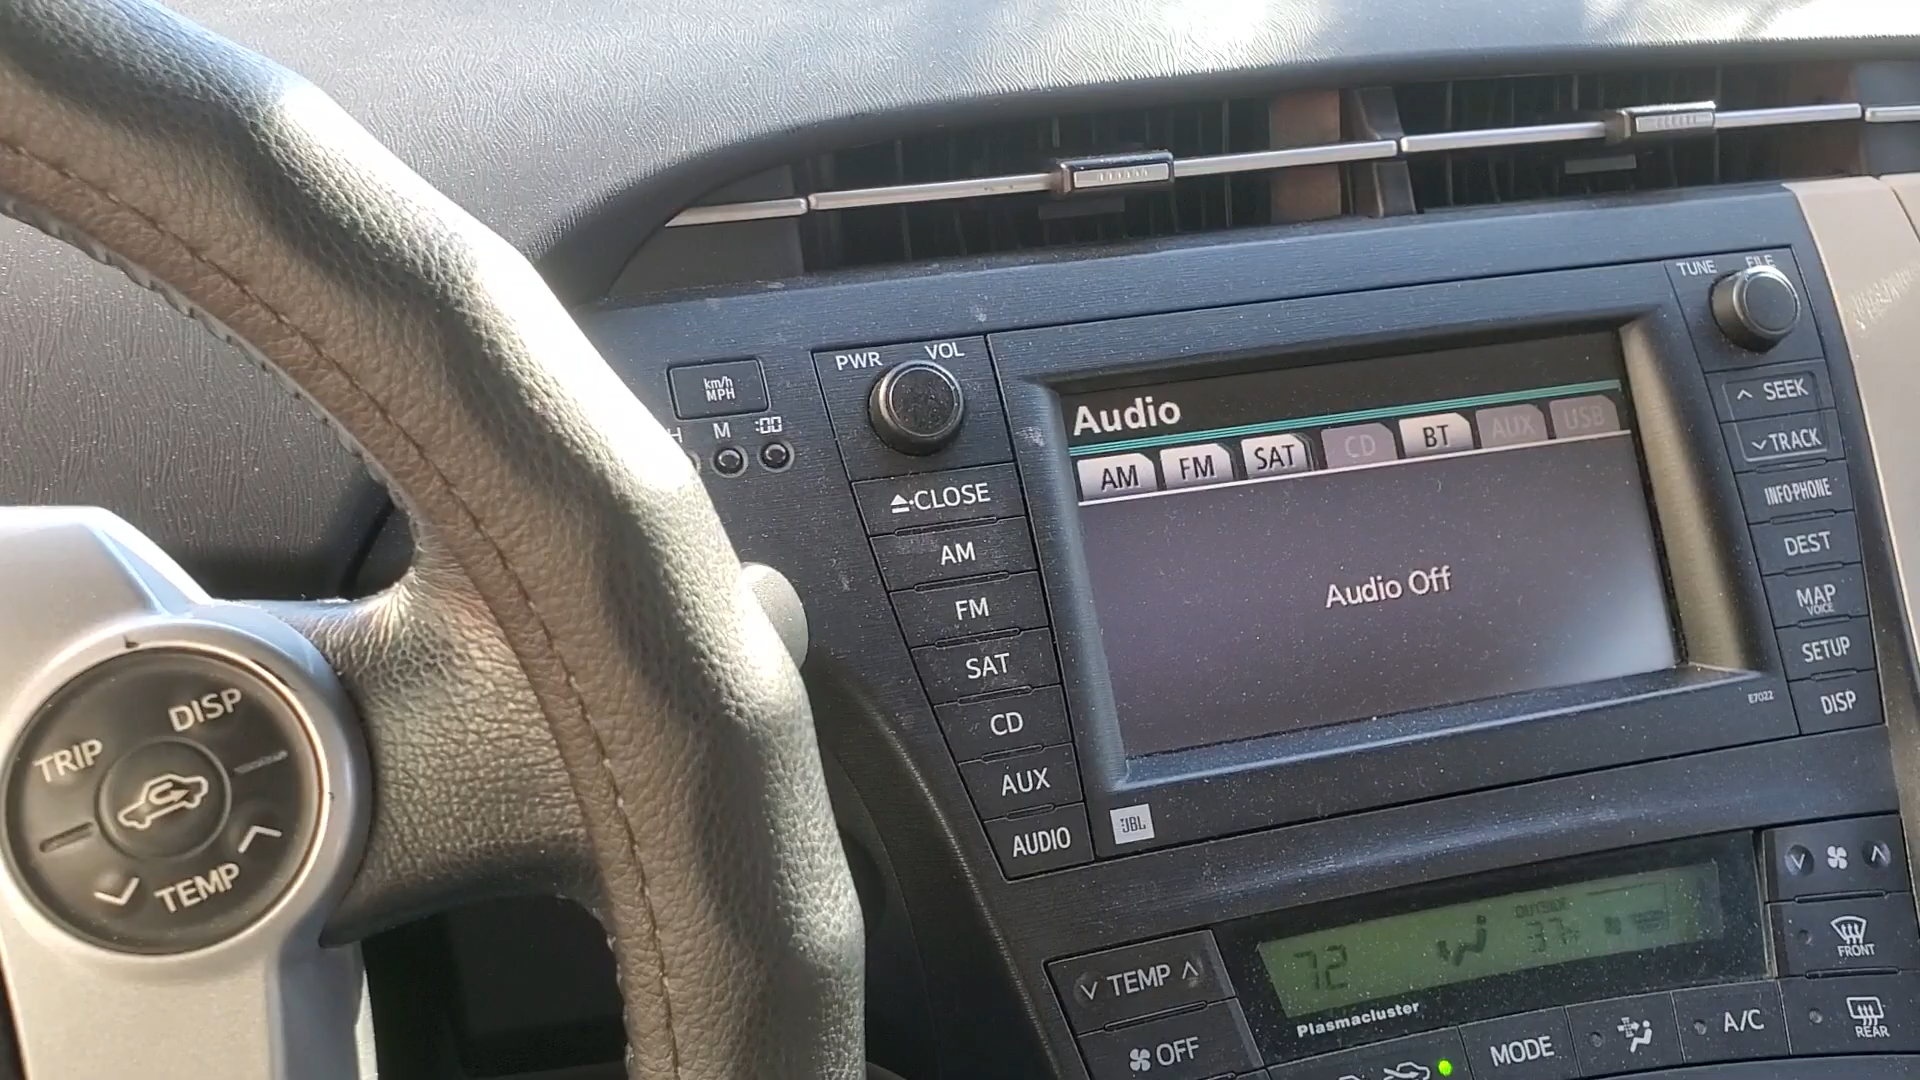 TUNE FILE
PWR VOL
km/h
MPH
H M :00
Audio
AM FM SAT CD BT AUX USB
Audio Off
CLOSE
AM
FM
SAT
CD
AUX
AUDIO
JBL
SEEK
TRACK
INFO·PHONE
DEST
MAP
VOICE
SETUP
DISP
E7022
DISP
TRIP
TEMP
TEMP
72
OUTSIDE
37°F
Plasmacluster
OFF
MODE
A/C
FRONT
REAR